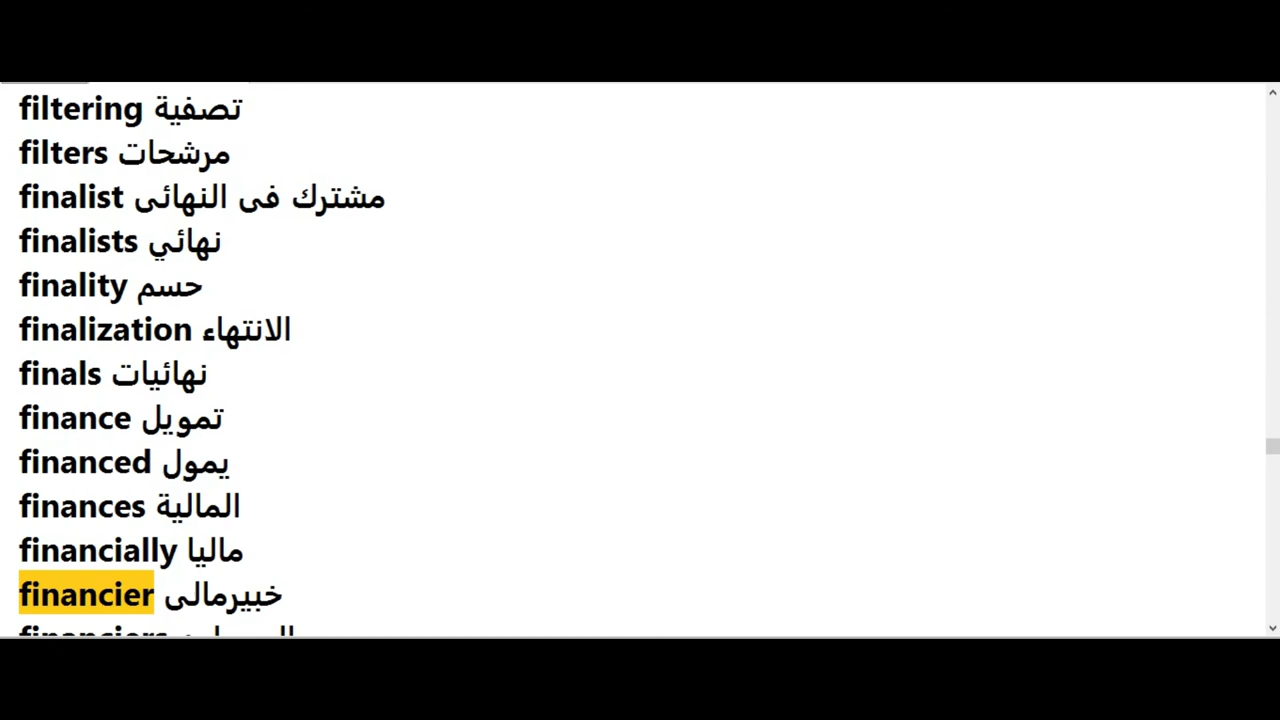 filtering تصفية
filters مرشحات
finalist مشترك فى النهائى
finalists نهائي
finality حسم
finalization الانتهاء
finals نهائيات
finance تمويل
financed يمول
finances المالية
financially ماليا
financier خبيرمالى
financiers